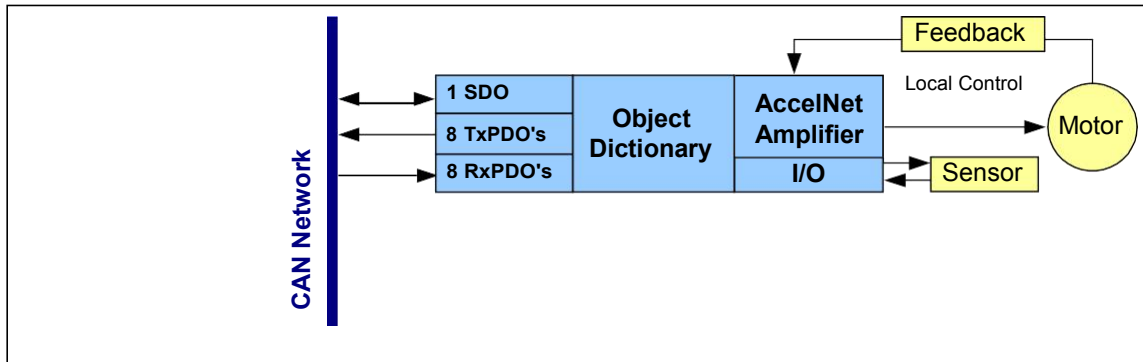 CAN Network
1 SDO
8 TxPDO's
8 RxPDO's
Object
Dictionary
AccelNet
Amplifier
I/O
Feedback
Local Control
Motor
Sensor